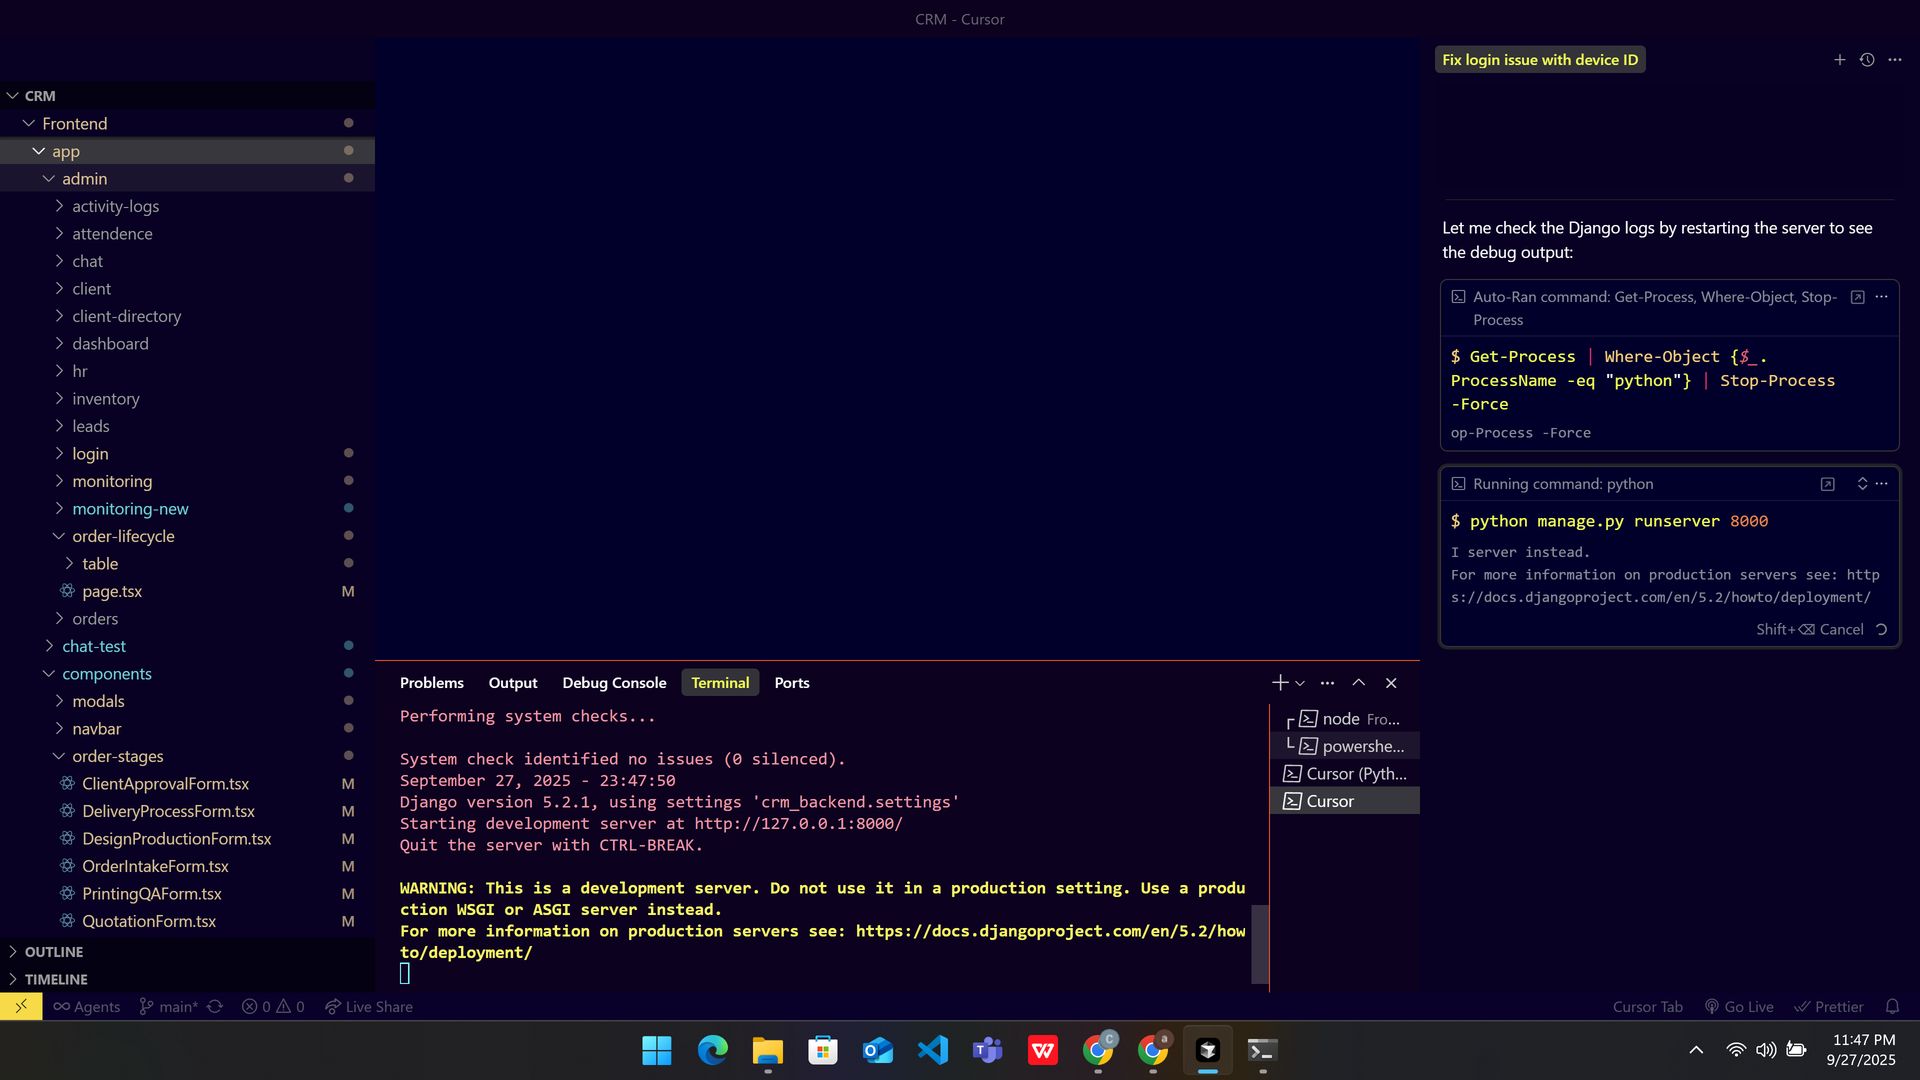 CRM - Cursor
CRM
Frontend
app
admin
activity-logs
attendence
chat
client
client-directory
dashboard
hr
inventory
leads
login
monitoring
monitoring-new
order-lifecycle
table
page.tsx M
orders
chat-test
components
modals
navbar
order-stages
ClientApprovalForm.tsx M
DeliveryProcessForm.tsx M
DesignProductionForm.tsx M
OrderIntakeForm.tsx M
PrintingQAForm.tsx M
QuotationForm.tsx M
OUTLINE
TIMELINE
Problems Output Debug Console Terminal Ports
Performing system checks...
System check identified no issues (0 silenced).
September 27, 2025 - 23:47:50
Django version 5.2.1, using settings 'crm_backend.settings'
Starting development server at http://127.0.0.1:8000/
Quit the server with CTRL-BREAK.
WARNING: This is a development server. Do not use it in a production setting. Use a produ
ction WSGI or ASGI server instead.
For more information on production servers see: https://docs.djangoproject.com/en/5.2/how
to/deployment/
node Fro...
powershe...
Cursor (Pyth...
Cursor
Fix login issue with device ID
Let me check the Django logs by restarting the server to see
the debug output:
Auto-Ran command: Get-Process, Where-Object, Stop-
Process
$ Get-Process | Where-Object {$_.
ProcessName -eq "python"} | Stop-Process
-Force
op-Process -Force
Running command: python
$ python manage.py runserver 8000
I server instead.
For more information on production servers see: http
s://docs.djangoproject.com/en/5.2/howto/deployment/
Shift+⌫ Cancel
Agents main* 0 0 Live Share
Cursor Tab Go Live Prettier
11:47 PM
9/27/2025